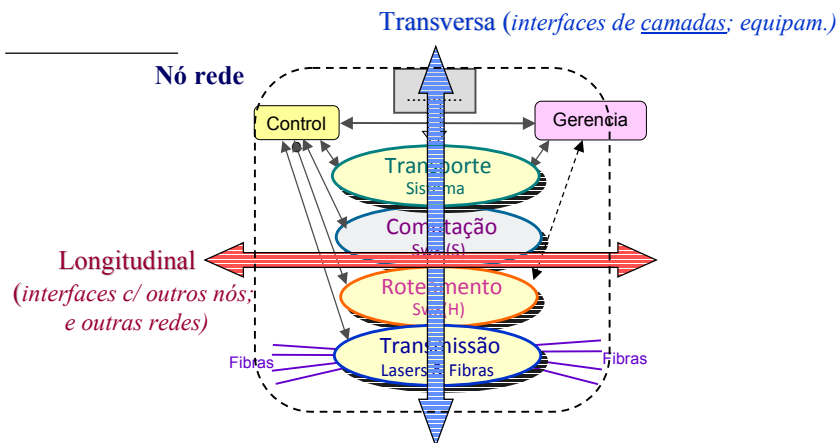 Transversa (interfaces de camadas; equipam.)
Nó rede
..........
Control
Gerencia
Transporte
Sistema
Comutação
Sw. (S)
Longitudinal
(interfaces c/ outros nós;
e outras redes)
Roteamento
Sw. (H)
Transmissão
Lasers Fibras
Fibras
Fibras